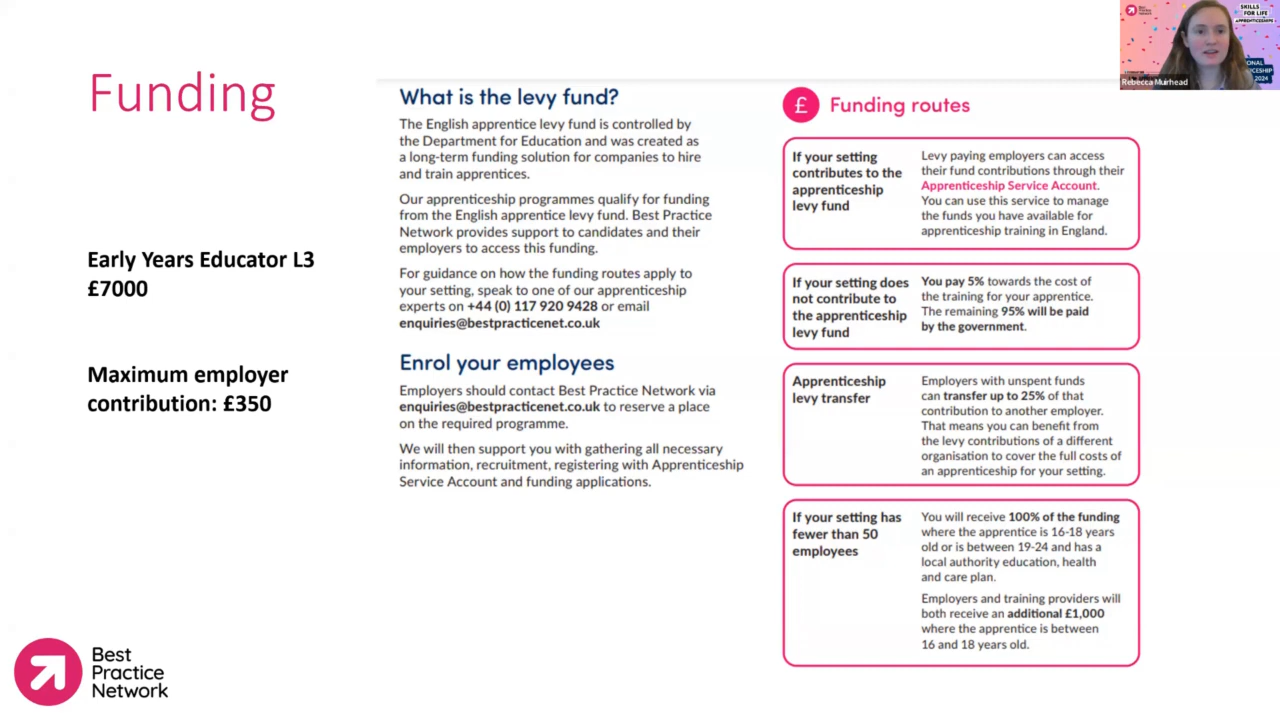 Funding
Early Years Educator L3
£7000
Maximum employer
contribution: £350
Best
Practice
Network
What is the levy fund?
The English apprentice levy fund is controlled by
the Department for Education and was created as
a long-term funding solution for companies to hire
and train apprentices.
Our apprenticeship programmes qualify for funding
from the English apprentice levy fund. Best Practice
Network provides support to candidates and their
employers to access this funding.
For guidance on how the funding routes apply to
your setting, speak to one of our apprenticeship
experts on +44 (0) 117 920 9428 or email
enquiries@bestpracticenet.co.uk
Enrol your employees
Employers should contact Best Practice Network via
enquiries@bestpracticenet.co.uk to reserve a place
on the required programme.
We will then support you with gathering all necessary
information, recruitment, registering with Apprenticeship
Service Account and funding applications.
£ Funding routes
If your setting
contributes to the
apprenticeship
levy fund
Levy paying employers can access
their fund contributions through their
Apprenticeship Service Account.
You can use this service to manage
the funds you have available for
apprenticeship training in England.
If your setting does
not contribute to
the apprenticeship
levy fund
You pay 5% towards the cost of
the training for your apprentice.
The remaining 95% will be paid
by the government.
Apprenticeship
levy transfer
Employers with unspent funds
can transfer up to 25% of that
contribution to another employer.
That means you can benefit from
the levy contributions of a different
organisation to cover the full costs of
an apprenticeship for your setting.
If your setting has
fewer than 50
employees
You will receive 100% of the funding
where the apprentice is 16-18 years
old or is between 19-24 and has a
local authority education, health
and care plan.
Employers and training providers will
both receive an additional £1,000
where the apprentice is between
16 and 18 years old.
Best
Practice
Network
SKILLS
FOR LIFE
APPRENTICESHIPS
2024
Rebecca Muirhead